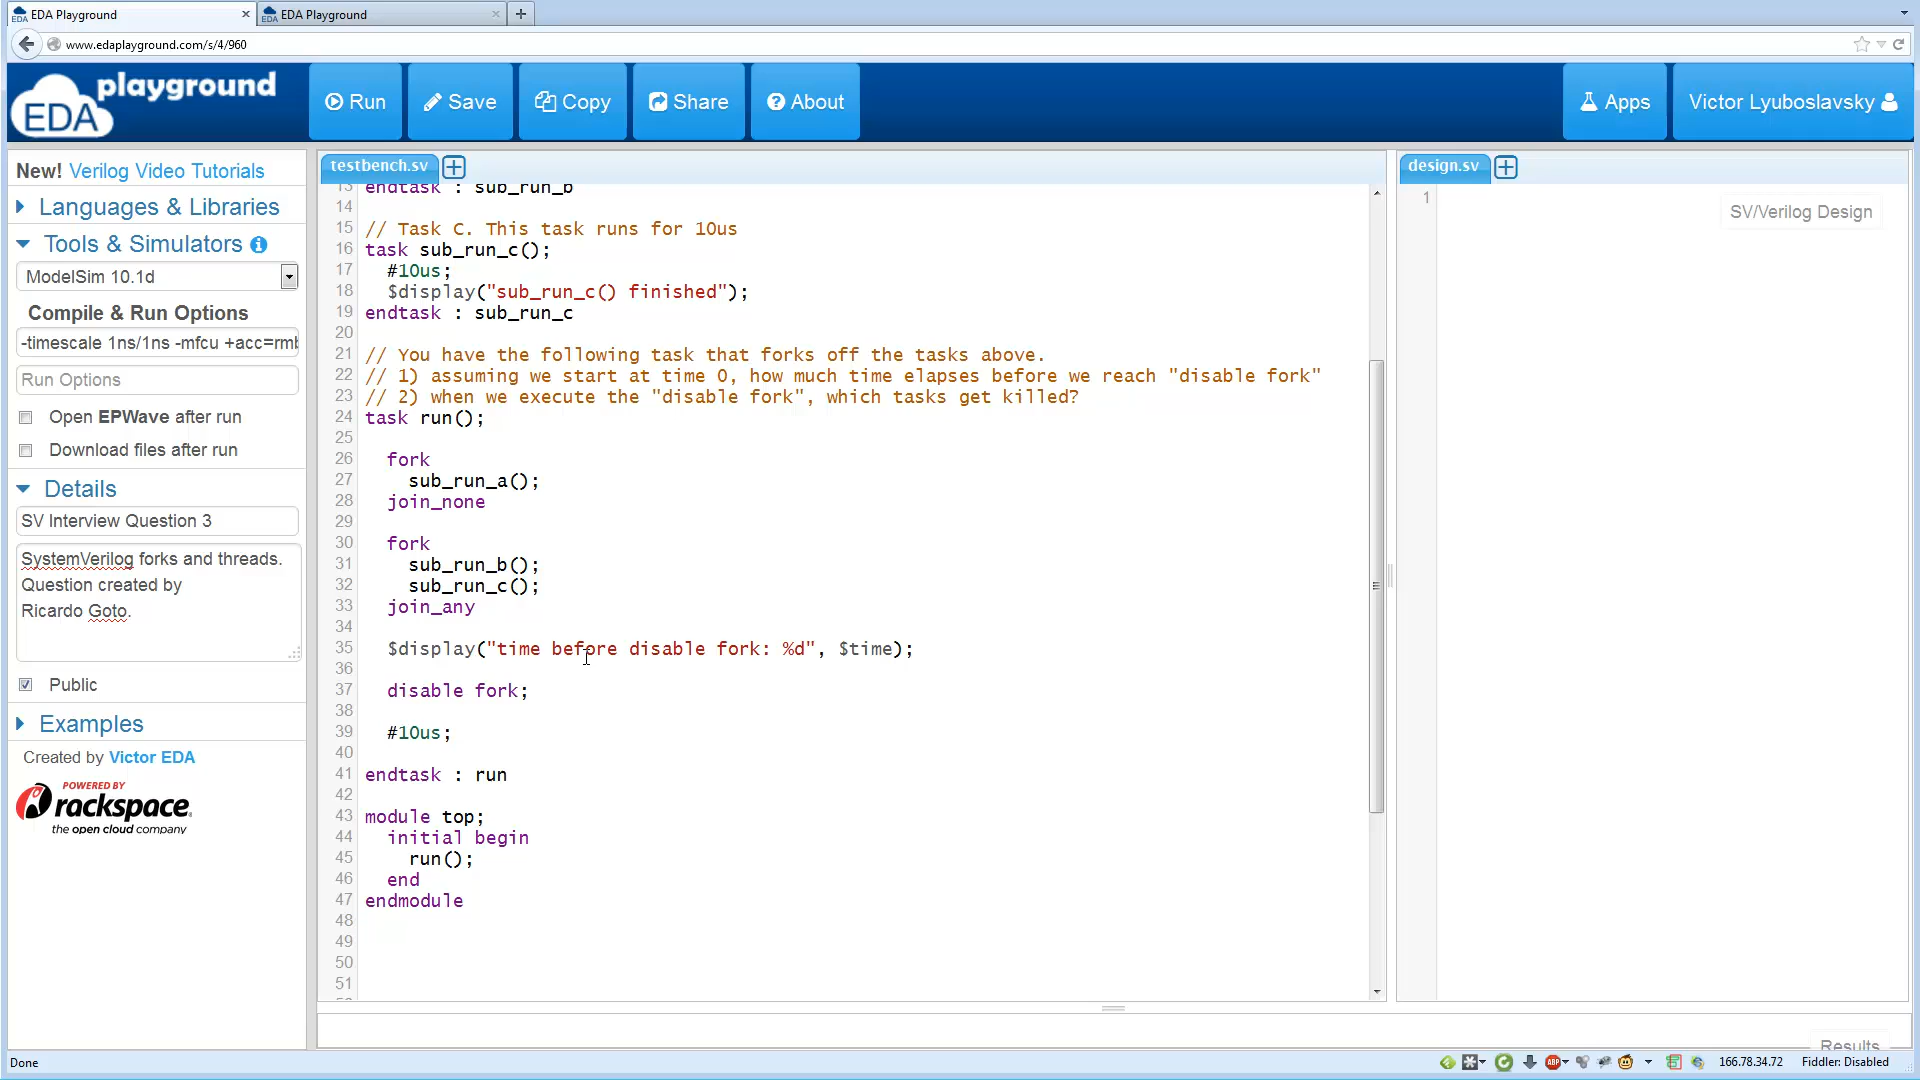 EDA Playground
EDA Playground
www.edaplayground.com/s/4/960
EDA playground
Run
Save
Copy
Share
About
Apps
Victor Lyuboslavsky
New! Verilog Video Tutorials
Languages & Libraries
Tools & Simulators
ModelSim 10.1d
Compile & Run Options
-timescale 1ns/1ns -mfcu +acc=rmb
Run Options
Open EPWave after run
Download files after run
Details
SV Interview Question 3
SystemVerilog forks and threads.
Question created by
Ricardo Goto.
Public
Examples
Created by Victor EDA
POWERED BY
rackspace
the open cloud company
testbench.sv
13 endtask : sub_run_b
14
15 // Task C. This task runs for 10us
16 task sub_run_c();
17 #10us;
18 $display("sub_run_c() finished");
19 endtask : sub_run_c
20
21 // You have the following task that forks off the tasks above.
22 // 1) assuming we start at time 0, how much time elapses before we reach "disable fork"
23 // 2) when we execute the "disable fork", which tasks get killed?
24 task run();
25
26 fork
27 sub_run_a();
28 join_none
29
30 fork
31 sub_run_b();
32 sub_run_c();
33 join_any
34
35 $display("time before disable fork: %d", $time);
36
37 disable fork;
38
39 #10us;
40
41 endtask : run
42
43 module top;
44 initial begin
45 run();
46 end
47 endmodule
48
49
50
51
design.sv
1
SV/Verilog Design
Results
Done
ABP
166.78.34.72
Fiddler: Disabled